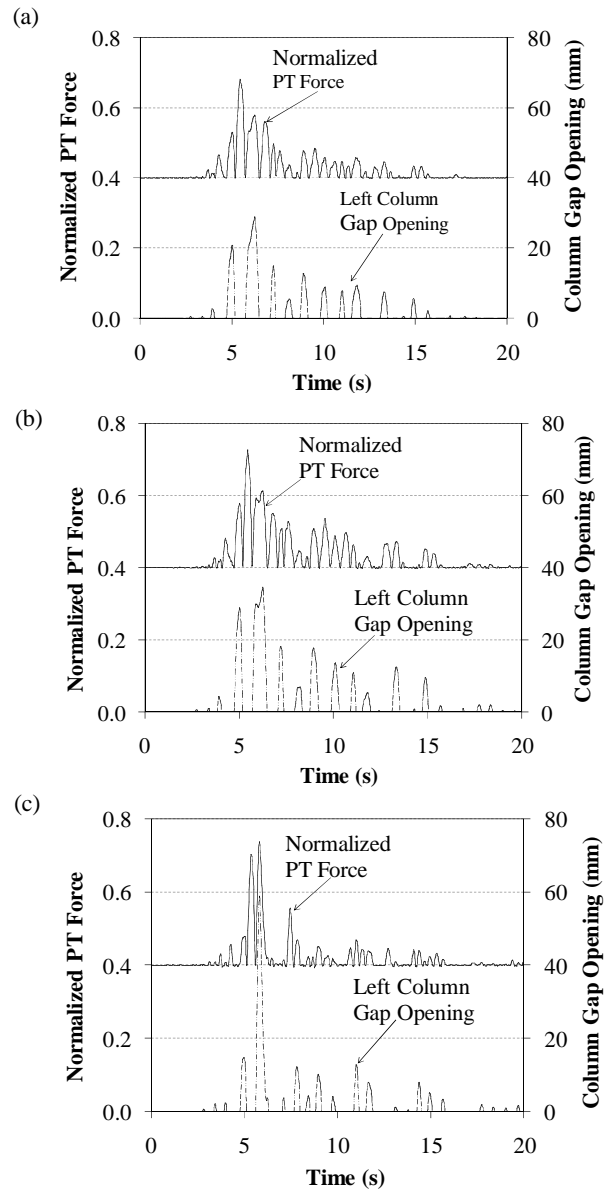 (a)
0.8
0.6
0.4
0.2
0.0
Normalized PT Force
Normalized
PT Force
Left Column
Gap Opening
80
60
40
20
0
Column Gap Opening (mm)
0 5 10 15 20
Time (s)
(b)
0.8
0.6
0.4
0.2
0.0
Normalized PT Force
Normalized
PT Force
Left Column
Gap Opening
80
60
40
20
0
Column Gap Opening (mm)
0 5 10 15 20
Time (s)
(c)
0.8
0.6
0.4
0.2
0.0
Normalized PT Force
Normalized
PT Force
Left Column
Gap Opening
80
60
40
20
0
Column Gap Opening (mm)
0 5 10 15 20
Time (s)